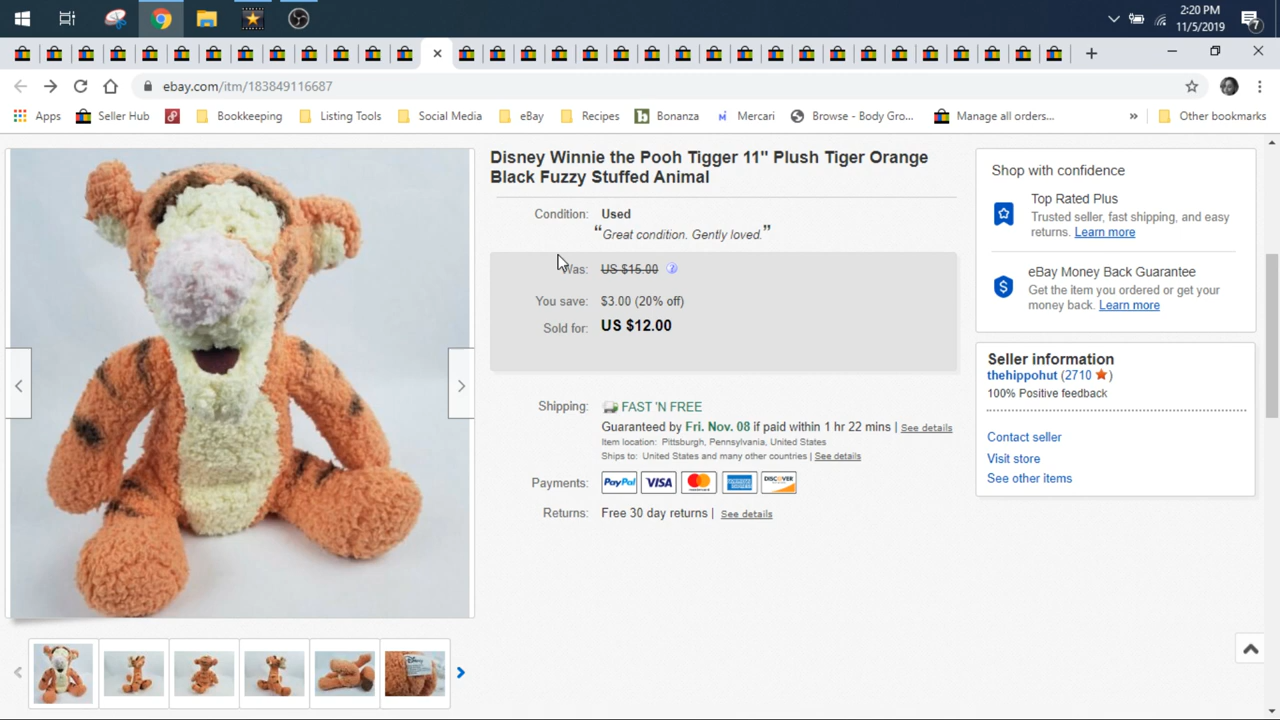 2:20 PM
11/5/2019
7
ebay.com/itm/183849116687
Apps
Seller Hub
Bookkeeping
Listing Tools
Social Media
eBay
Recipes
b
Bonanza
Mercari
Browse - Body Gro...
Manage all orders...
»
Other bookmarks
Disney Winnie the Pooh Tigger 11" Plush Tiger Orange
Black Fuzzy Stuffed Animal
Condition: Used
“Great condition. Gently loved.”
Was: US $15.00
You save: $3.00 (20% off)
Sold for: US $12.00
Shipping: FAST 'N FREE
Guaranteed by Fri. Nov. 08 if paid within 1 hr 22 mins | See details
Item location: Pittsburgh, Pennsylvania, United States
Ships to: United States and many other countries | See details
Payments: PayPal VISA MasterCard AMERICAN EXPRESS DISCOVER
Returns: Free 30 day returns | See details
Shop with confidence
Top Rated Plus
Trusted seller, fast shipping, and easy
returns. Learn more
eBay Money Back Guarantee
Get the item you ordered or get your
money back. Learn more
Seller information
thehippohut (2710 ★)
100% Positive feedback
Contact seller
Visit store
See other items
Disney